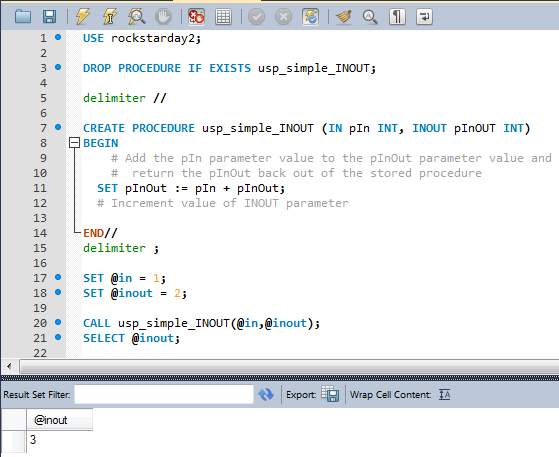 1 USE rockstarday2;
2
3 DROP PROCEDURE IF EXISTS usp_simple_INOUT;
4
5 delimiter //
6
7 CREATE PROCEDURE usp_simple_INOUT (IN pIn INT, INOUT pInOUT INT)
8 BEGIN
9 # Add the pIn parameter value to the pInOut parameter value and
10 # return the pInOut back out of the stored procedure
11 SET pInOut := pIn + pInOut;
12 # Increment value of INOUT parameter
13
14 END//
15 delimiter ;
16
17 SET @in = 1;
18 SET @inout = 2;
19
20 CALL usp_simple_INOUT(@in,@inout);
21 SELECT @inout;
22
Result Set Filter: Export: Wrap Cell Content:
@inout
3